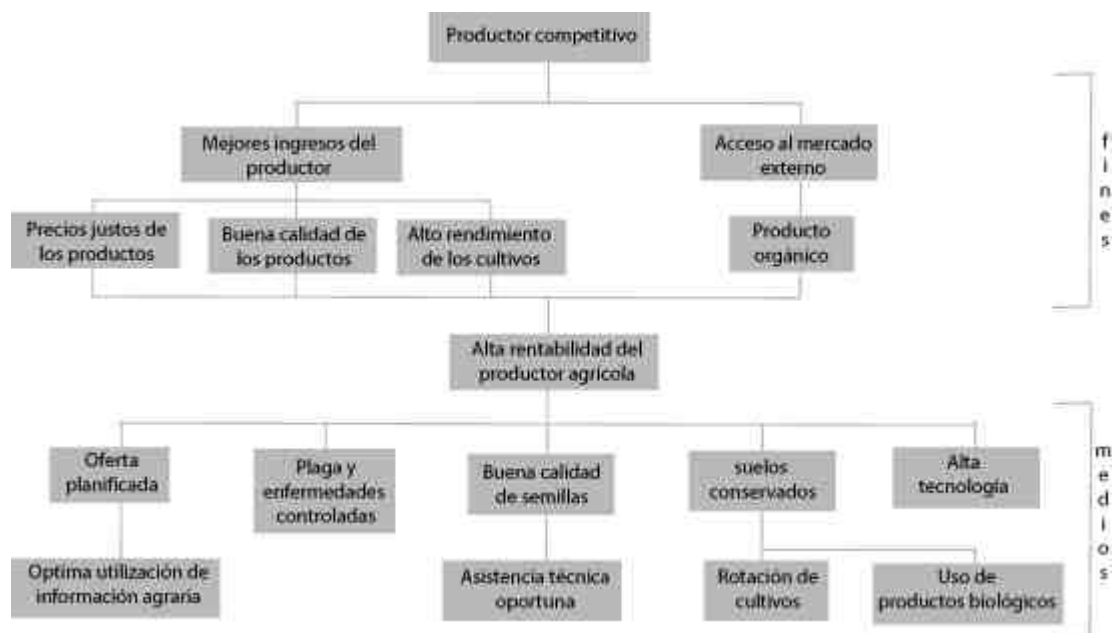 Productor competitivo
Mejores ingresos del
productor
Acceso al mercado
externo
Precios justos de
los productos
Buena calidad de
los productos
Alto rendimiento
de los cultivos
Producto
orgánico
fines
Alta rentabilidad del
productor agrícola
Oferta
planificada
Plaga y
enfermedades
controladas
Buena calidad
de semillas
suelos
conservados
Alta
tecnología
Optima utilización de
información agraria
Asistencia técnica
oportuna
Rotación de
cultivos
Uso de
productos biológicos
medios